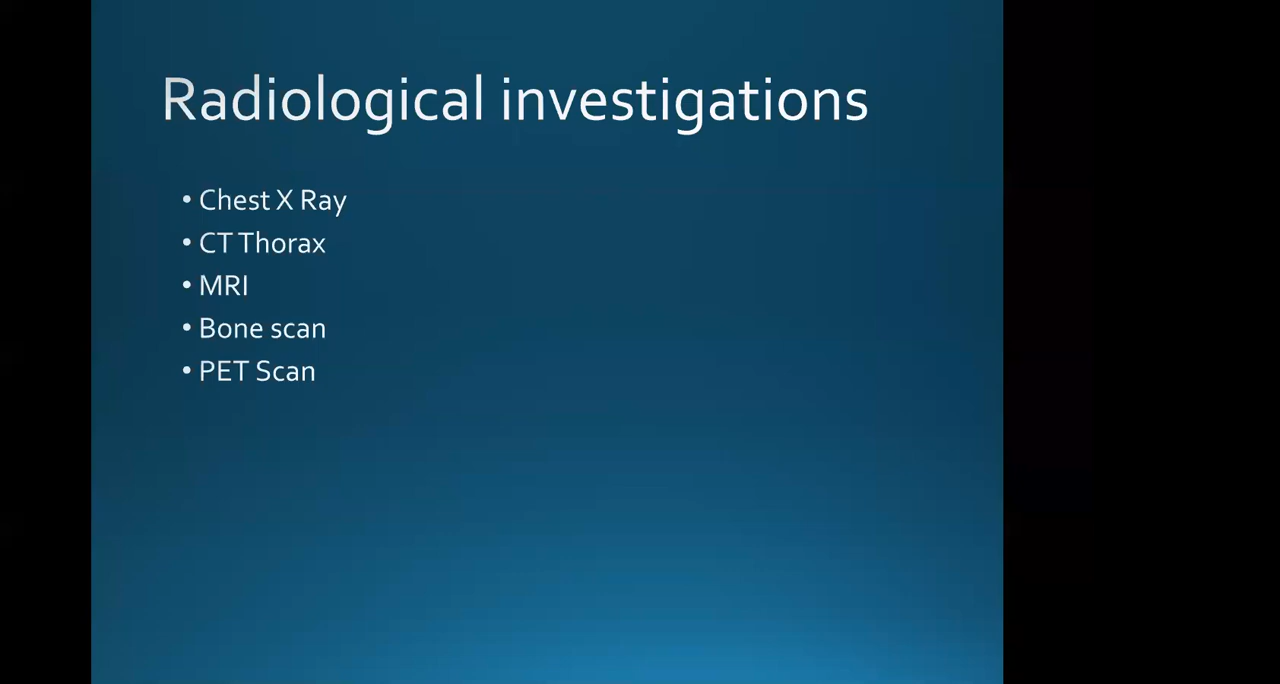 Radiological investigations
• Chest X Ray
• CT Thorax
• MRI
• Bone scan
• PET Scan